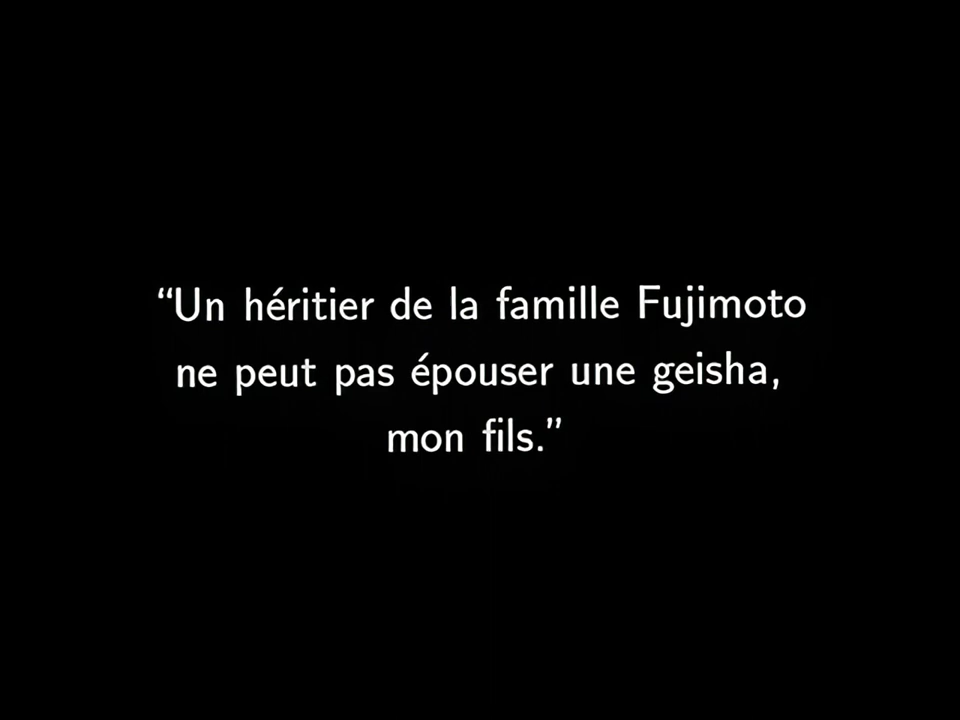 “Un héritier de la famille Fujimoto
ne peut pas épouser une geisha,
mon fils.”